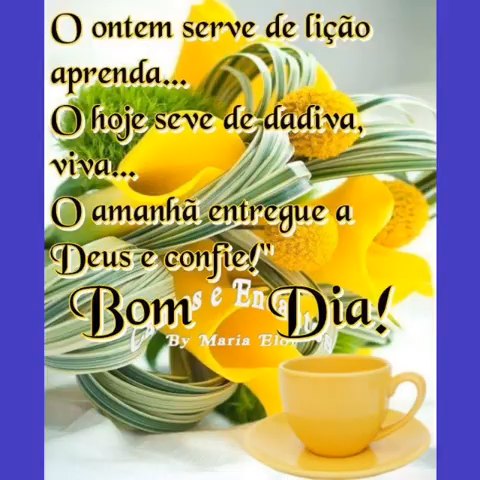 O ontem serve de lição
aprenda...
O hoje seve de dadiva,
viva...
O amanhã entregue a
Deus e confie!"
Bom Dia!
By Maria